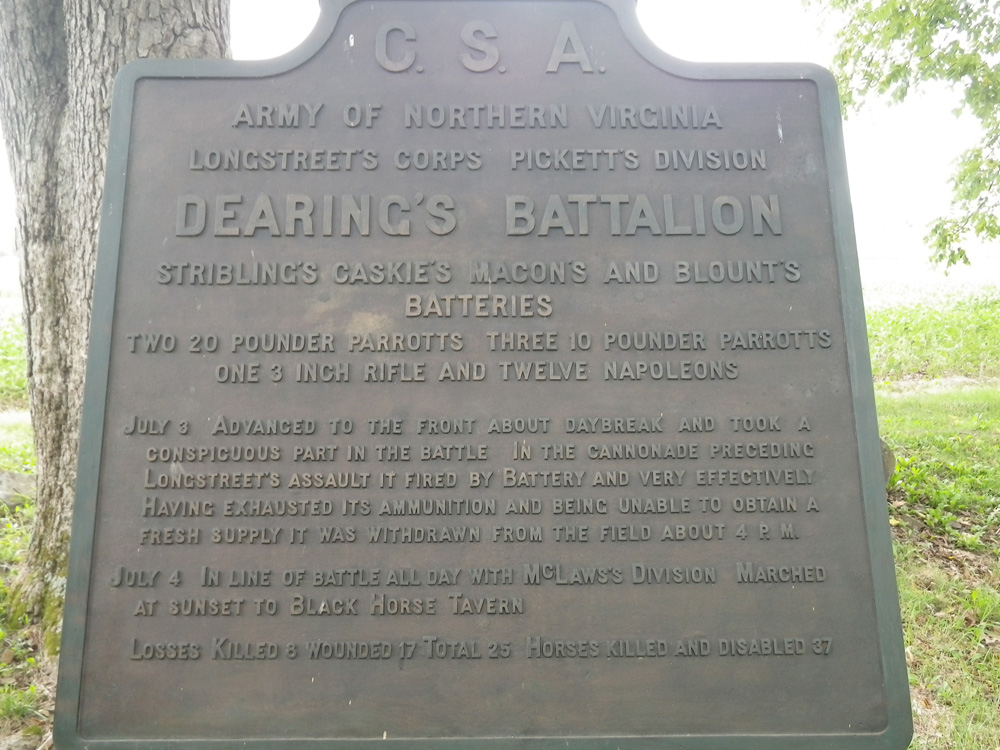 C. S. A.
ARMY OF NORTHERN VIRGINIA
LONGSTREET'S CORPS PICKETT'S DIVISION
DEARING'S BATTALION
STRIBLING'S CASKIE'S MACON'S AND BLOUNT'S
BATTERIES
TWO 20 POUNDER PARROTTS THREE 10 POUNDER PARROTTS
ONE 3 INCH RIFLE AND TWELVE NAPOLEONS
JULY 3 ADVANCED TO THE FRONT ABOUT DAYBREAK AND TOOK A
CONSPICUOUS PART IN THE BATTLE IN THE CANNONADE PRECEDING
LONGSTREET'S ASSAULT IT FIRED BY BATTERY AND VERY EFFECTIVELY
HAVING EXHAUSTED ITS AMMUNITION AND BEING UNABLE TO OBTAIN A
FRESH SUPPLY IT WAS WITHDRAWN FROM THE FIELD ABOUT 4 P. M.
JULY 4 IN LINE OF BATTLE ALL DAY WITH McLAWS'S DIVISION MARCHED
AT SUNSET TO BLACK HORSE TAVERN
LOSSES KILLED 8 WOUNDED 17 TOTAL 25 HORSES KILLED AND DISABLED 37